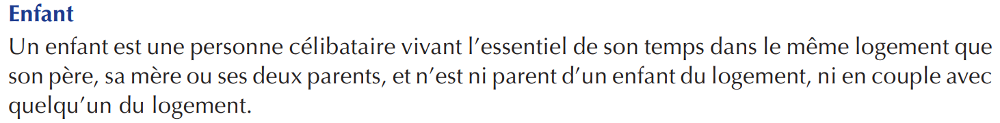 Enfant
Un enfant est une personne célibataire vivant l’essentiel de son temps dans le même logement que
son père, sa mère ou ses deux parents, et n’est ni parent d’un enfant du logement, ni en couple avec
quelqu’un du logement.